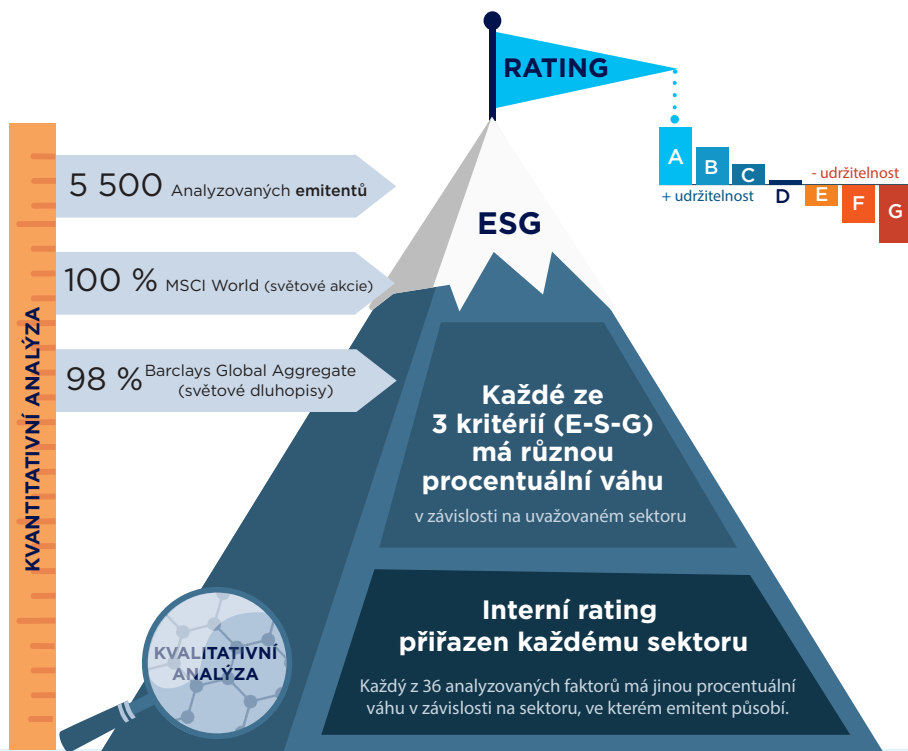 RATING
A
B
C
D
E
F
G
- udržitelnost
+ udržitelnost
5 500 Analyzovaných emitentů
ESG
100 % MSCI World (světové akcie)
98 % Barclays Global Aggregate
(světové dluhopisy)
KVANTITATIVNÍ ANALÝZA
Každé ze
3 kritérií (E-S-G)
má různou
procentuální váhu
v závislosti na uvažovaném sektoru
KVALITATIVNÍ
ANALÝZA
Interní rating
přiřazen každému sektoru
Každý z 36 analyzovaných faktorů má jinou procentuální
váhu v závislosti na sektoru, ve kterém emitent působí.